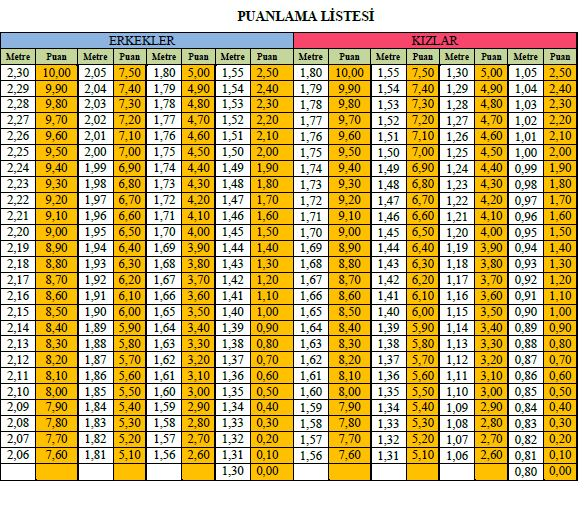 PUANLAMA LİSTESİ
ERKEKLER KIZLAR
Metre Puan Metre Puan Metre Puan Metre Puan Metre Puan Metre Puan Metre Puan Metre Puan
2,30 10,00 2,05 7,50 1,80 5,00 1,55 2,50 1,80 10,00 1,55 7,50 1,30 5,00 1,05 2,50
2,29 9,90 2,04 7,40 1,79 4,90 1,54 2,40 1,79 9,90 1,54 7,40 1,29 4,90 1,04 2,40
2,28 9,80 2,03 7,30 1,78 4,80 1,53 2,30 1,78 9,80 1,53 7,30 1,28 4,80 1,03 2,30
2,27 9,70 2,02 7,20 1,77 4,70 1,52 2,20 1,77 9,70 1,52 7,20 1,27 4,70 1,02 2,20
2,26 9,60 2,01 7,10 1,76 4,60 1,51 2,10 1,76 9,60 1,51 7,10 1,26 4,60 1,01 2,10
2,25 9,50 2,00 7,00 1,75 4,50 1,50 2,00 1,75 9,50 1,50 7,00 1,25 4,50 1,00 2,00
2,24 9,40 1,99 6,90 1,74 4,40 1,49 1,90 1,74 9,40 1,49 6,90 1,24 4,40 0,99 1,90
2,23 9,30 1,98 6,80 1,73 4,30 1,48 1,80 1,73 9,30 1,48 6,80 1,23 4,30 0,98 1,80
2,22 9,20 1,97 6,70 1,72 4,20 1,47 1,70 1,72 9,20 1,47 6,70 1,22 4,20 0,97 1,70
2,21 9,10 1,96 6,60 1,71 4,10 1,46 1,60 1,71 9,10 1,46 6,60 1,21 4,10 0,96 1,60
2,20 9,00 1,95 6,50 1,70 4,00 1,45 1,50 1,70 9,00 1,45 6,50 1,20 4,00 0,95 1,50
2,19 8,90 1,94 6,40 1,69 3,90 1,44 1,40 1,69 8,90 1,44 6,40 1,19 3,90 0,94 1,40
2,18 8,80 1,93 6,30 1,68 3,80 1,43 1,30 1,68 8,80 1,43 6,30 1,18 3,80 0,93 1,30
2,17 8,70 1,92 6,20 1,67 3,70 1,42 1,20 1,67 8,70 1,42 6,20 1,17 3,70 0,92 1,20
2,16 8,60 1,91 6,10 1,66 3,60 1,41 1,10 1,66 8,60 1,41 6,10 1,16 3,60 0,91 1,10
2,15 8,50 1,90 6,00 1,65 3,50 1,40 1,00 1,65 8,50 1,40 6,00 1,15 3,50 0,90 1,00
2,14 8,40 1,89 5,90 1,64 3,40 1,39 0,90 1,64 8,40 1,39 5,90 1,14 3,40 0,89 0,90
2,13 8,30 1,88 5,80 1,63 3,30 1,38 0,80 1,63 8,30 1,38 5,80 1,13 3,30 0,88 0,80
2,12 8,20 1,87 5,70 1,62 3,20 1,37 0,70 1,62 8,20 1,37 5,70 1,12 3,20 0,87 0,70
2,11 8,10 1,86 5,60 1,61 3,10 1,36 0,60 1,61 8,10 1,36 5,60 1,11 3,10 0,86 0,60
2,10 8,00 1,85 5,50 1,60 3,00 1,35 0,50 1,60 8,00 1,35 5,50 1,10 3,00 0,85 0,50
2,09 7,90 1,84 5,40 1,59 2,90 1,34 0,40 1,59 7,90 1,34 5,40 1,09 2,90 0,84 0,40
2,08 7,80 1,83 5,30 1,58 2,80 1,33 0,30 1,58 7,80 1,33 5,30 1,08 2,80 0,83 0,30
2,07 7,70 1,82 5,20 1,57 2,70 1,32 0,20 1,57 7,70 1,32 5,20 1,07 2,70 0,82 0,20
2,06 7,60 1,81 5,10 1,56 2,60 1,31 0,10 1,56 7,60 1,31 5,10 1,06 2,60 0,81 0,10
1,30 0,00 0,80 0,00